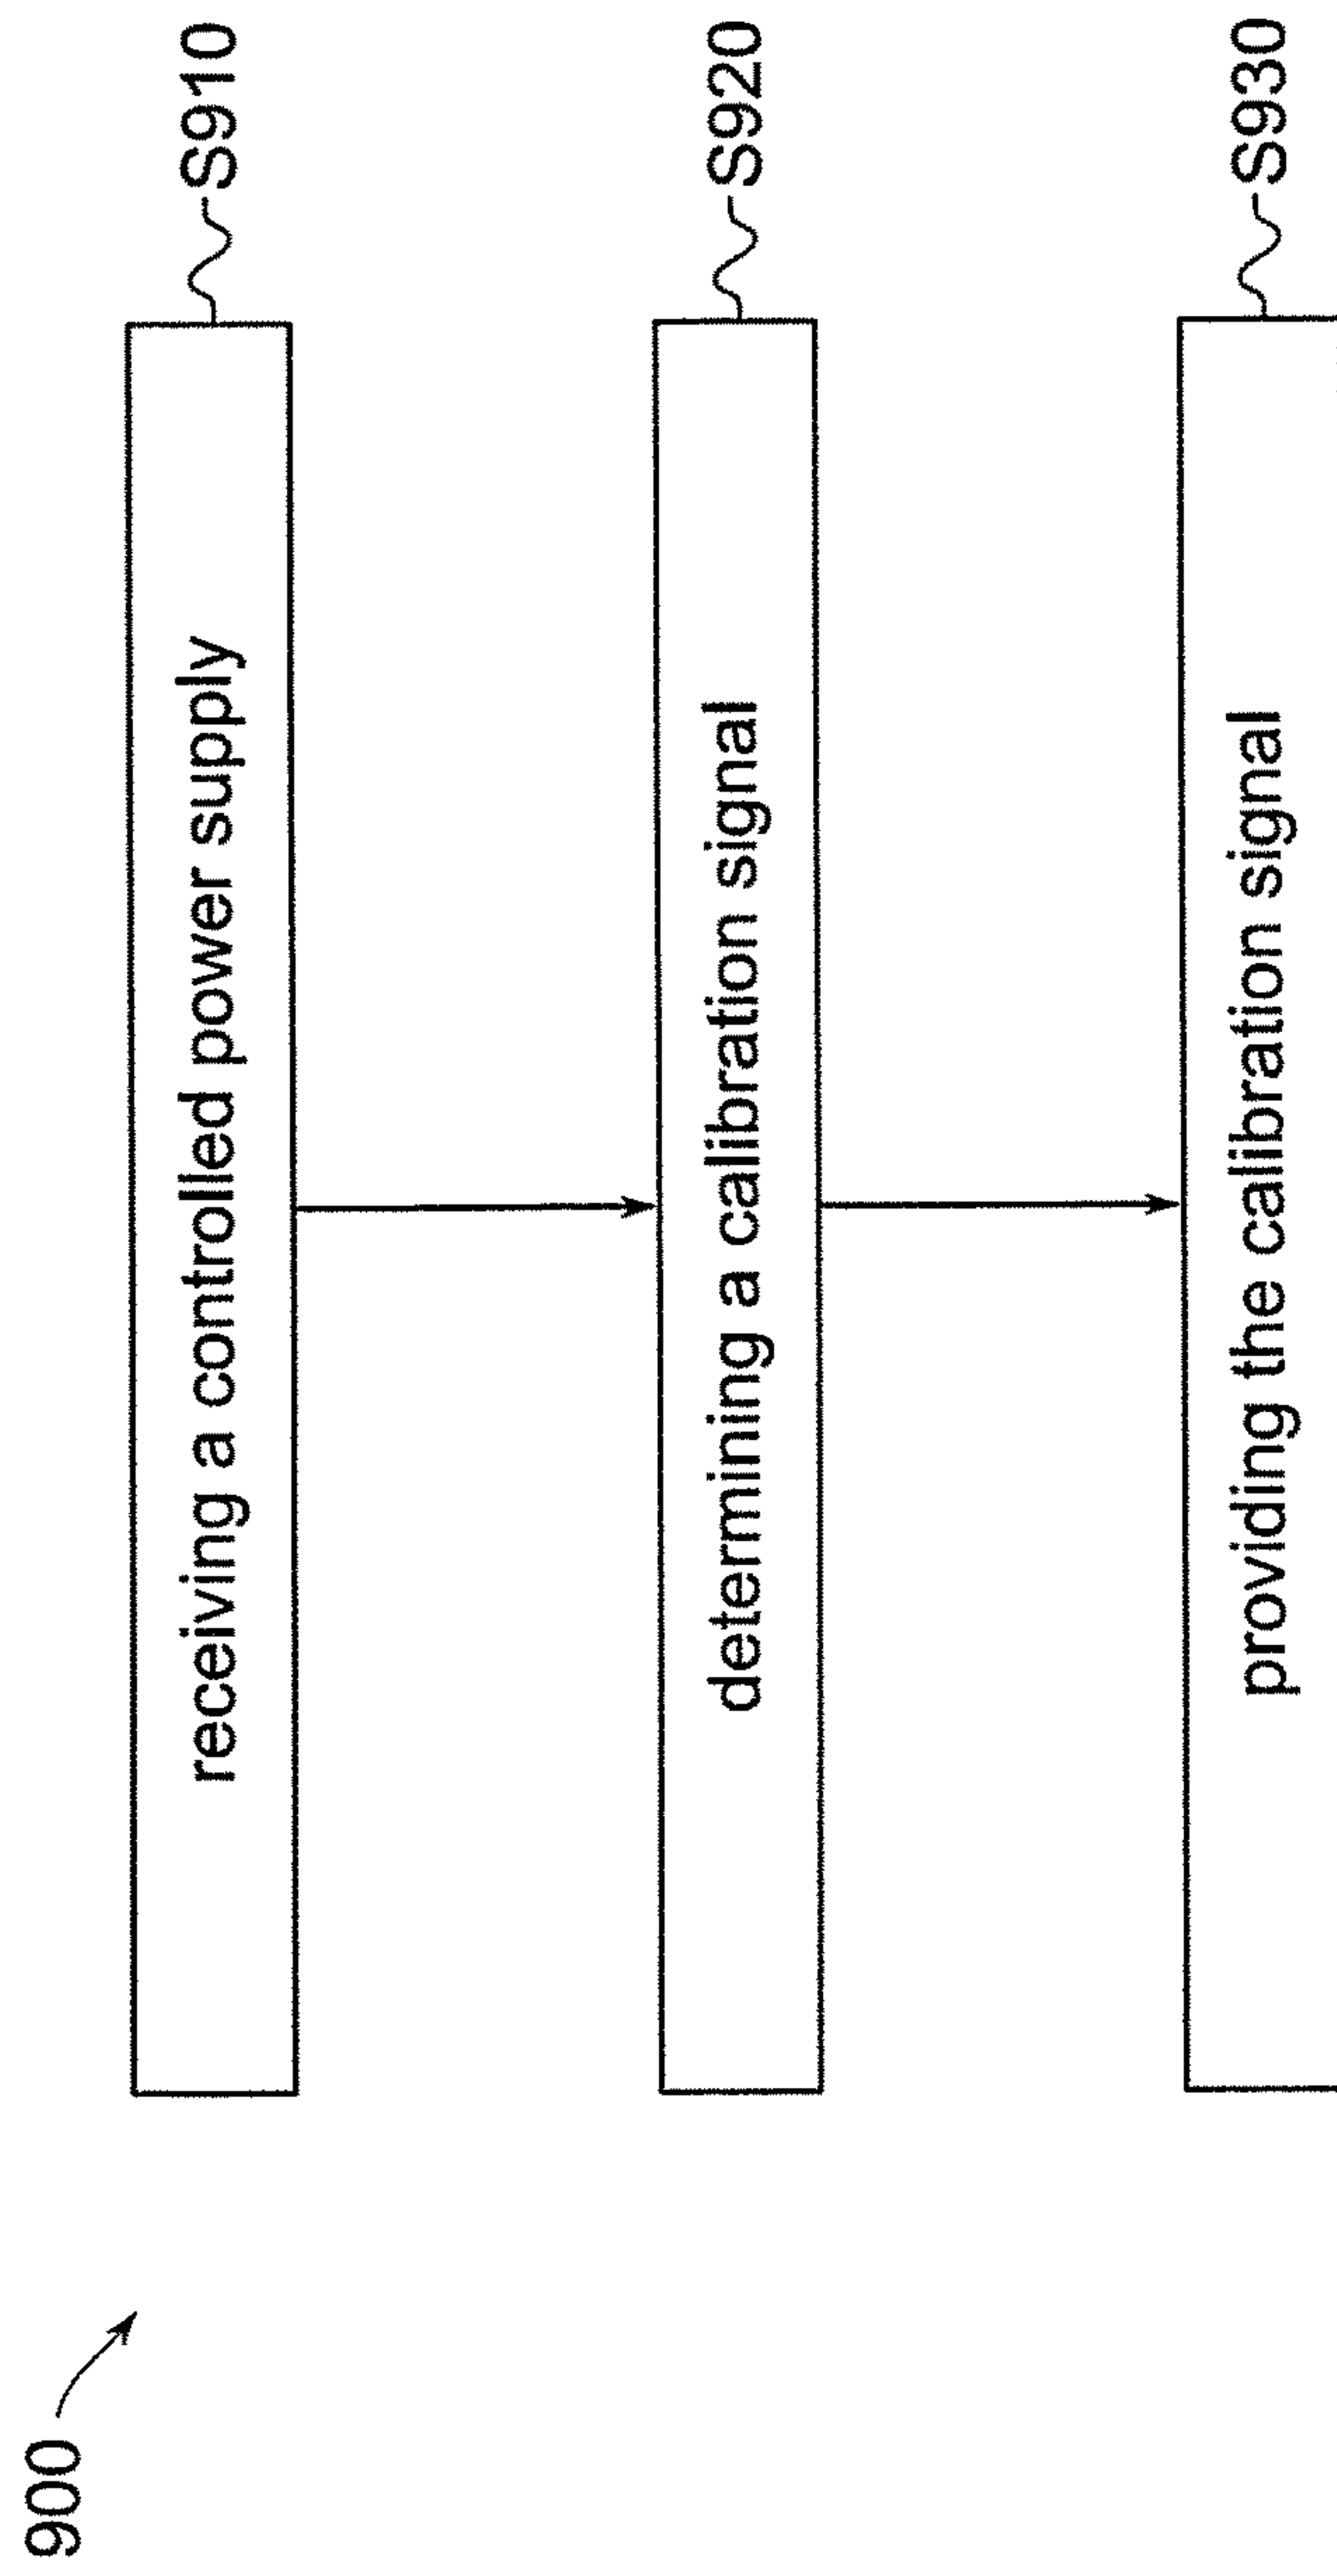 900
receiving a controlled power supply
S910
determining a calibration signal
S920
providing the calibration signal
S930